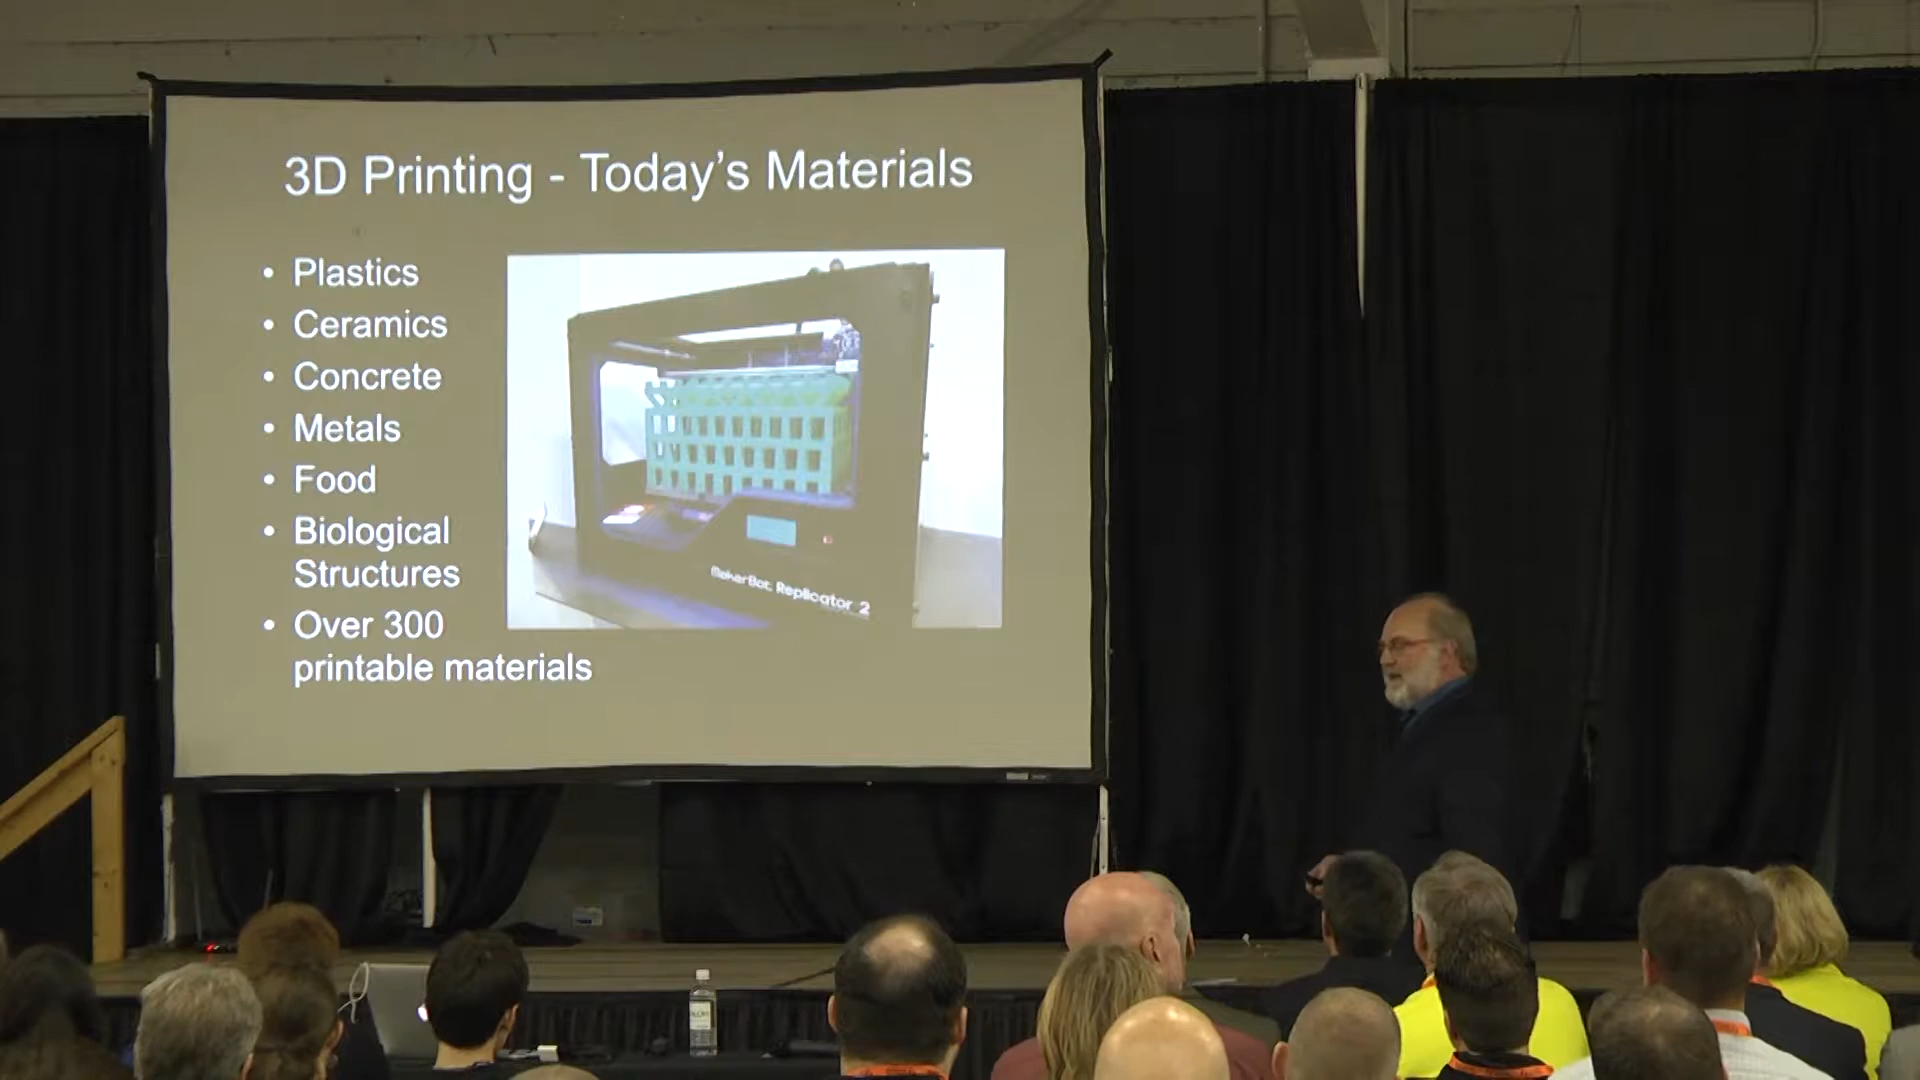 3D Printing - Today's Materials
• Plastics
• Ceramics
• Concrete
• Metals
• Food
• Biological
Structures
• Over 300
printable materials
MakerBot Replicator 2